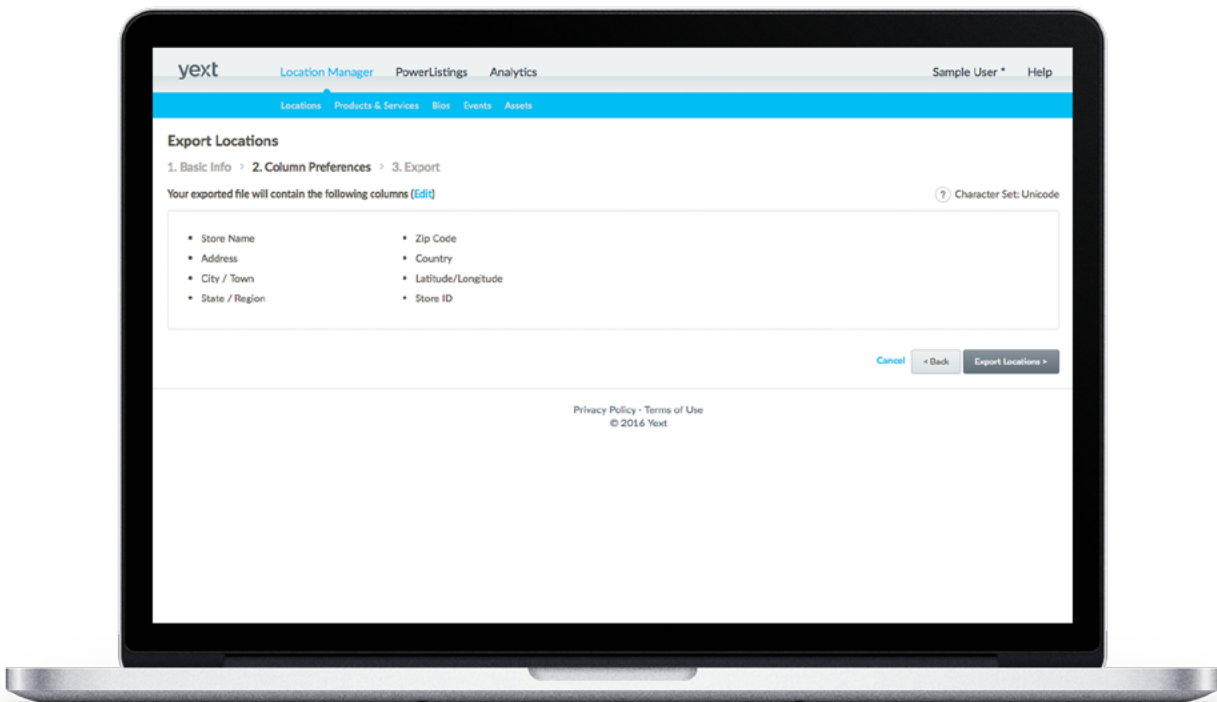 yext
Location Manager PowerListings Analytics
Sample User * Help
Locations Products & Services Bios Events Assets
Export Locations
1. Basic Info > 2. Column Preferences > 3. Export
Your exported file will contain the following columns (Edit)
? Character Set: Unicode
• Store Name
• Address
• City / Town
• State / Region
• Zip Code
• Country
• Latitude/Longitude
• Store ID
Cancel < Back Export Locations >
Privacy Policy · Terms of Use
© 2016 Yext